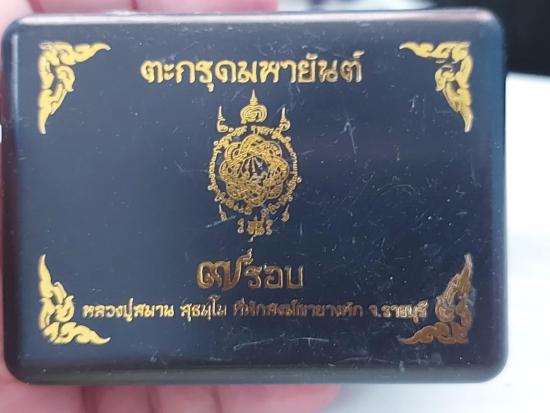 ตะกรุดมหายันต์
๗รอบ
หลวงปู่สมาน สุธมฺโม ที่พักสงฆ์เขายางหัก จ.ราชบุรี